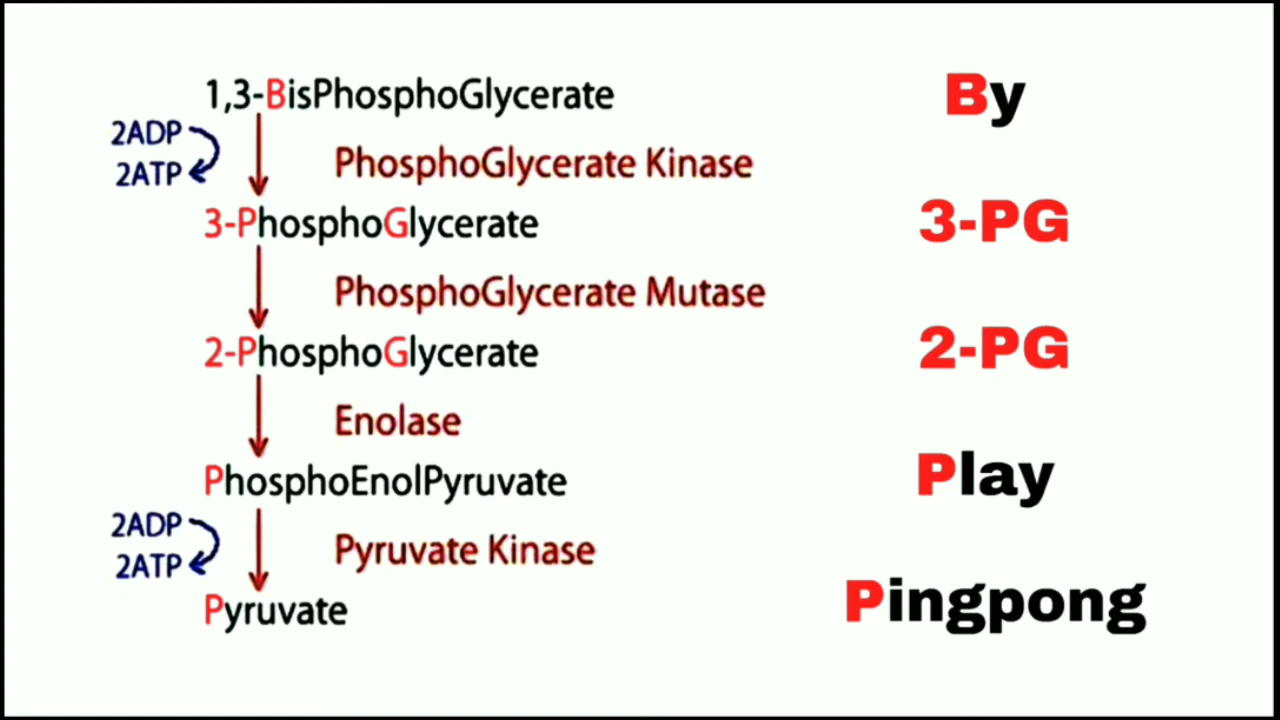 1,3-BisPhosphoGlycerate
By
2ADP
2ATP
PhosphoGlycerate Kinase
3-PhosphoGlycerate
3-PG
PhosphoGlycerate Mutase
2-PhosphoGlycerate
2-PG
Enolase
PhosphoEnolPyruvate
Play
2ADP
2ATP
Pyruvate Kinase
Pyruvate
Pingpong